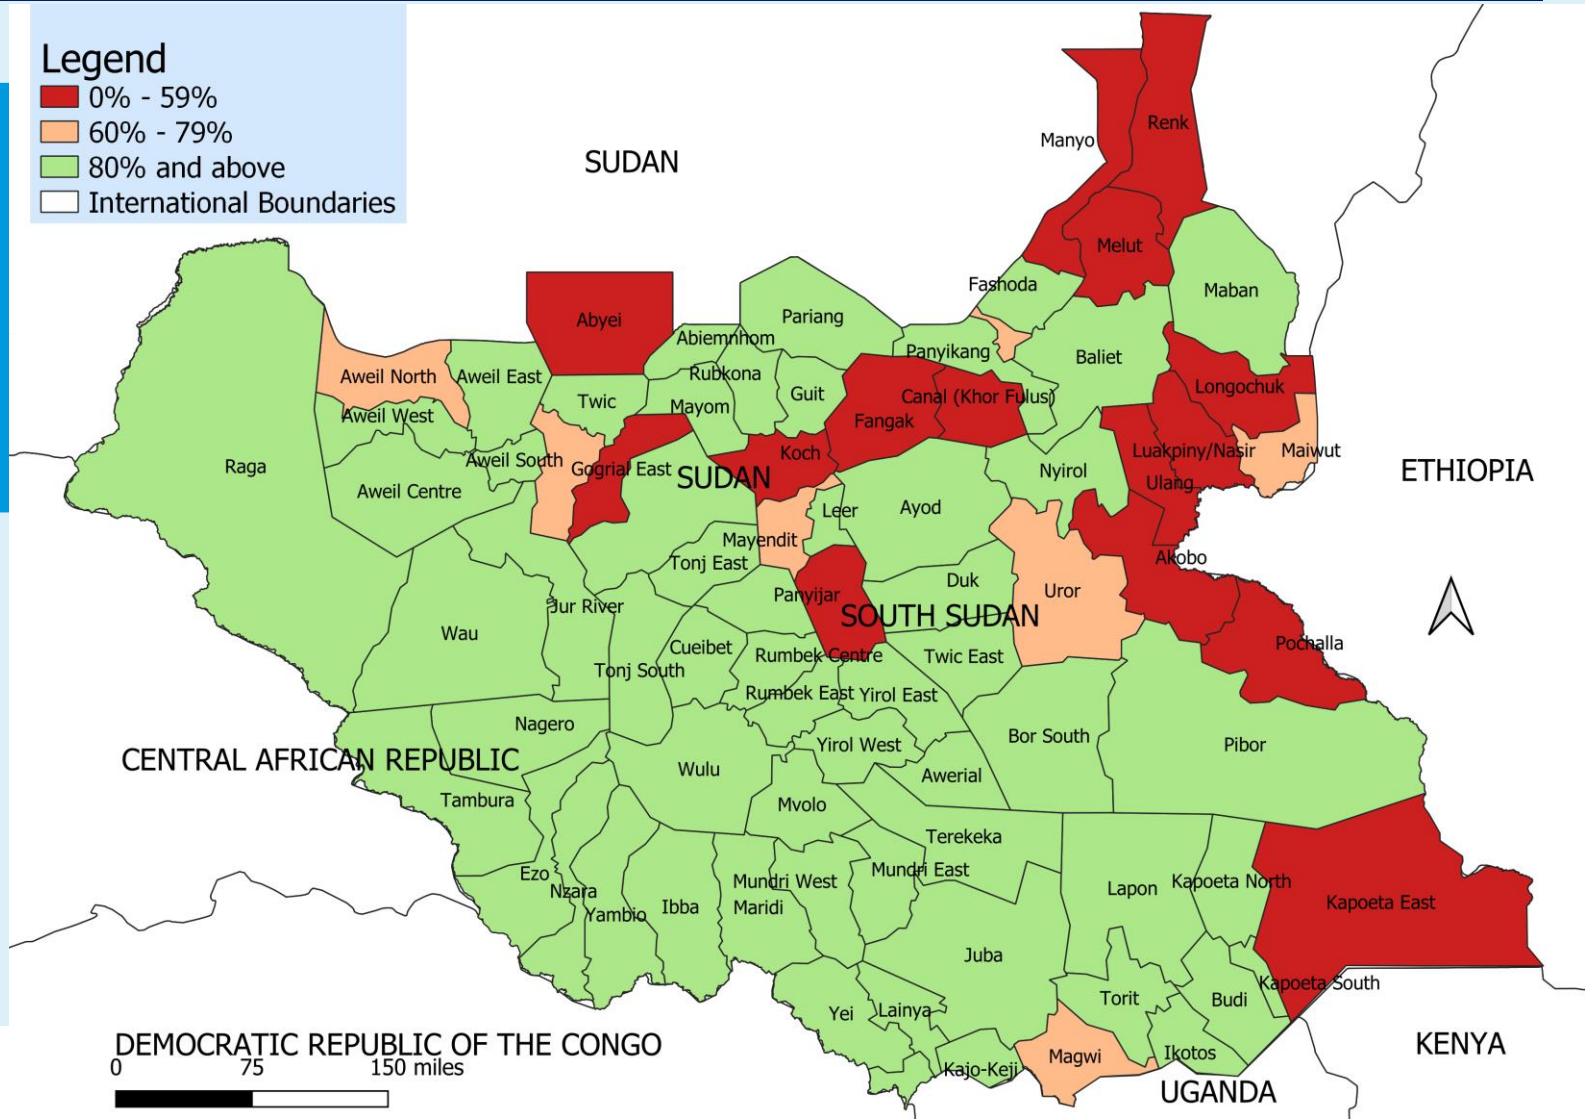 Legend
0% - 59%
60% - 79%
80% and above
International Boundaries
SUDAN
Renk
Manyo
Melut
Maban
Fashoda
Abyei
Pariang
Abiemnhom
Panyikang
Baliet
Aweil North
Aweil East
Rubkona
Longochuk
Twic
Guit
Canal (Khor Fulus)
Mayom
Aweil West
Fangak
Luakpiny/Nasir
Maiwut
Koch
Aweil South
Gogrial East
Nyirol
ETHIOPIA
Raga
SUDAN
Ulang
Aweil Centre
Leer
Ayod
Mayendit
Tonj East
Akobo
Duk
Uror
Panyijar
Jur River
SOUTH SUDAN
Wau
Pochalla
Cueibet
Rumbek Centre
Twic East
Tonj South
Rumbek East
Yirol East
Nagero
Bor South
Yirol West
Pibor
CENTRAL AFRICAN REPUBLIC
Wulu
Awerial
Tambura
Mvolo
Terekeka
Mundri East
Ezo
Mundri West
Kapoeta North
Lapon
Nzara
Kapoeta East
Ibba
Maridi
Yambio
Juba
Kapoeta South
Torit
Budi
Yei
Lainya
DEMOCRATIC REPUBLIC OF THE CONGO
KENYA
Magwi
Ikotos
Kajo-Keji
0 75 150 miles
UGANDA